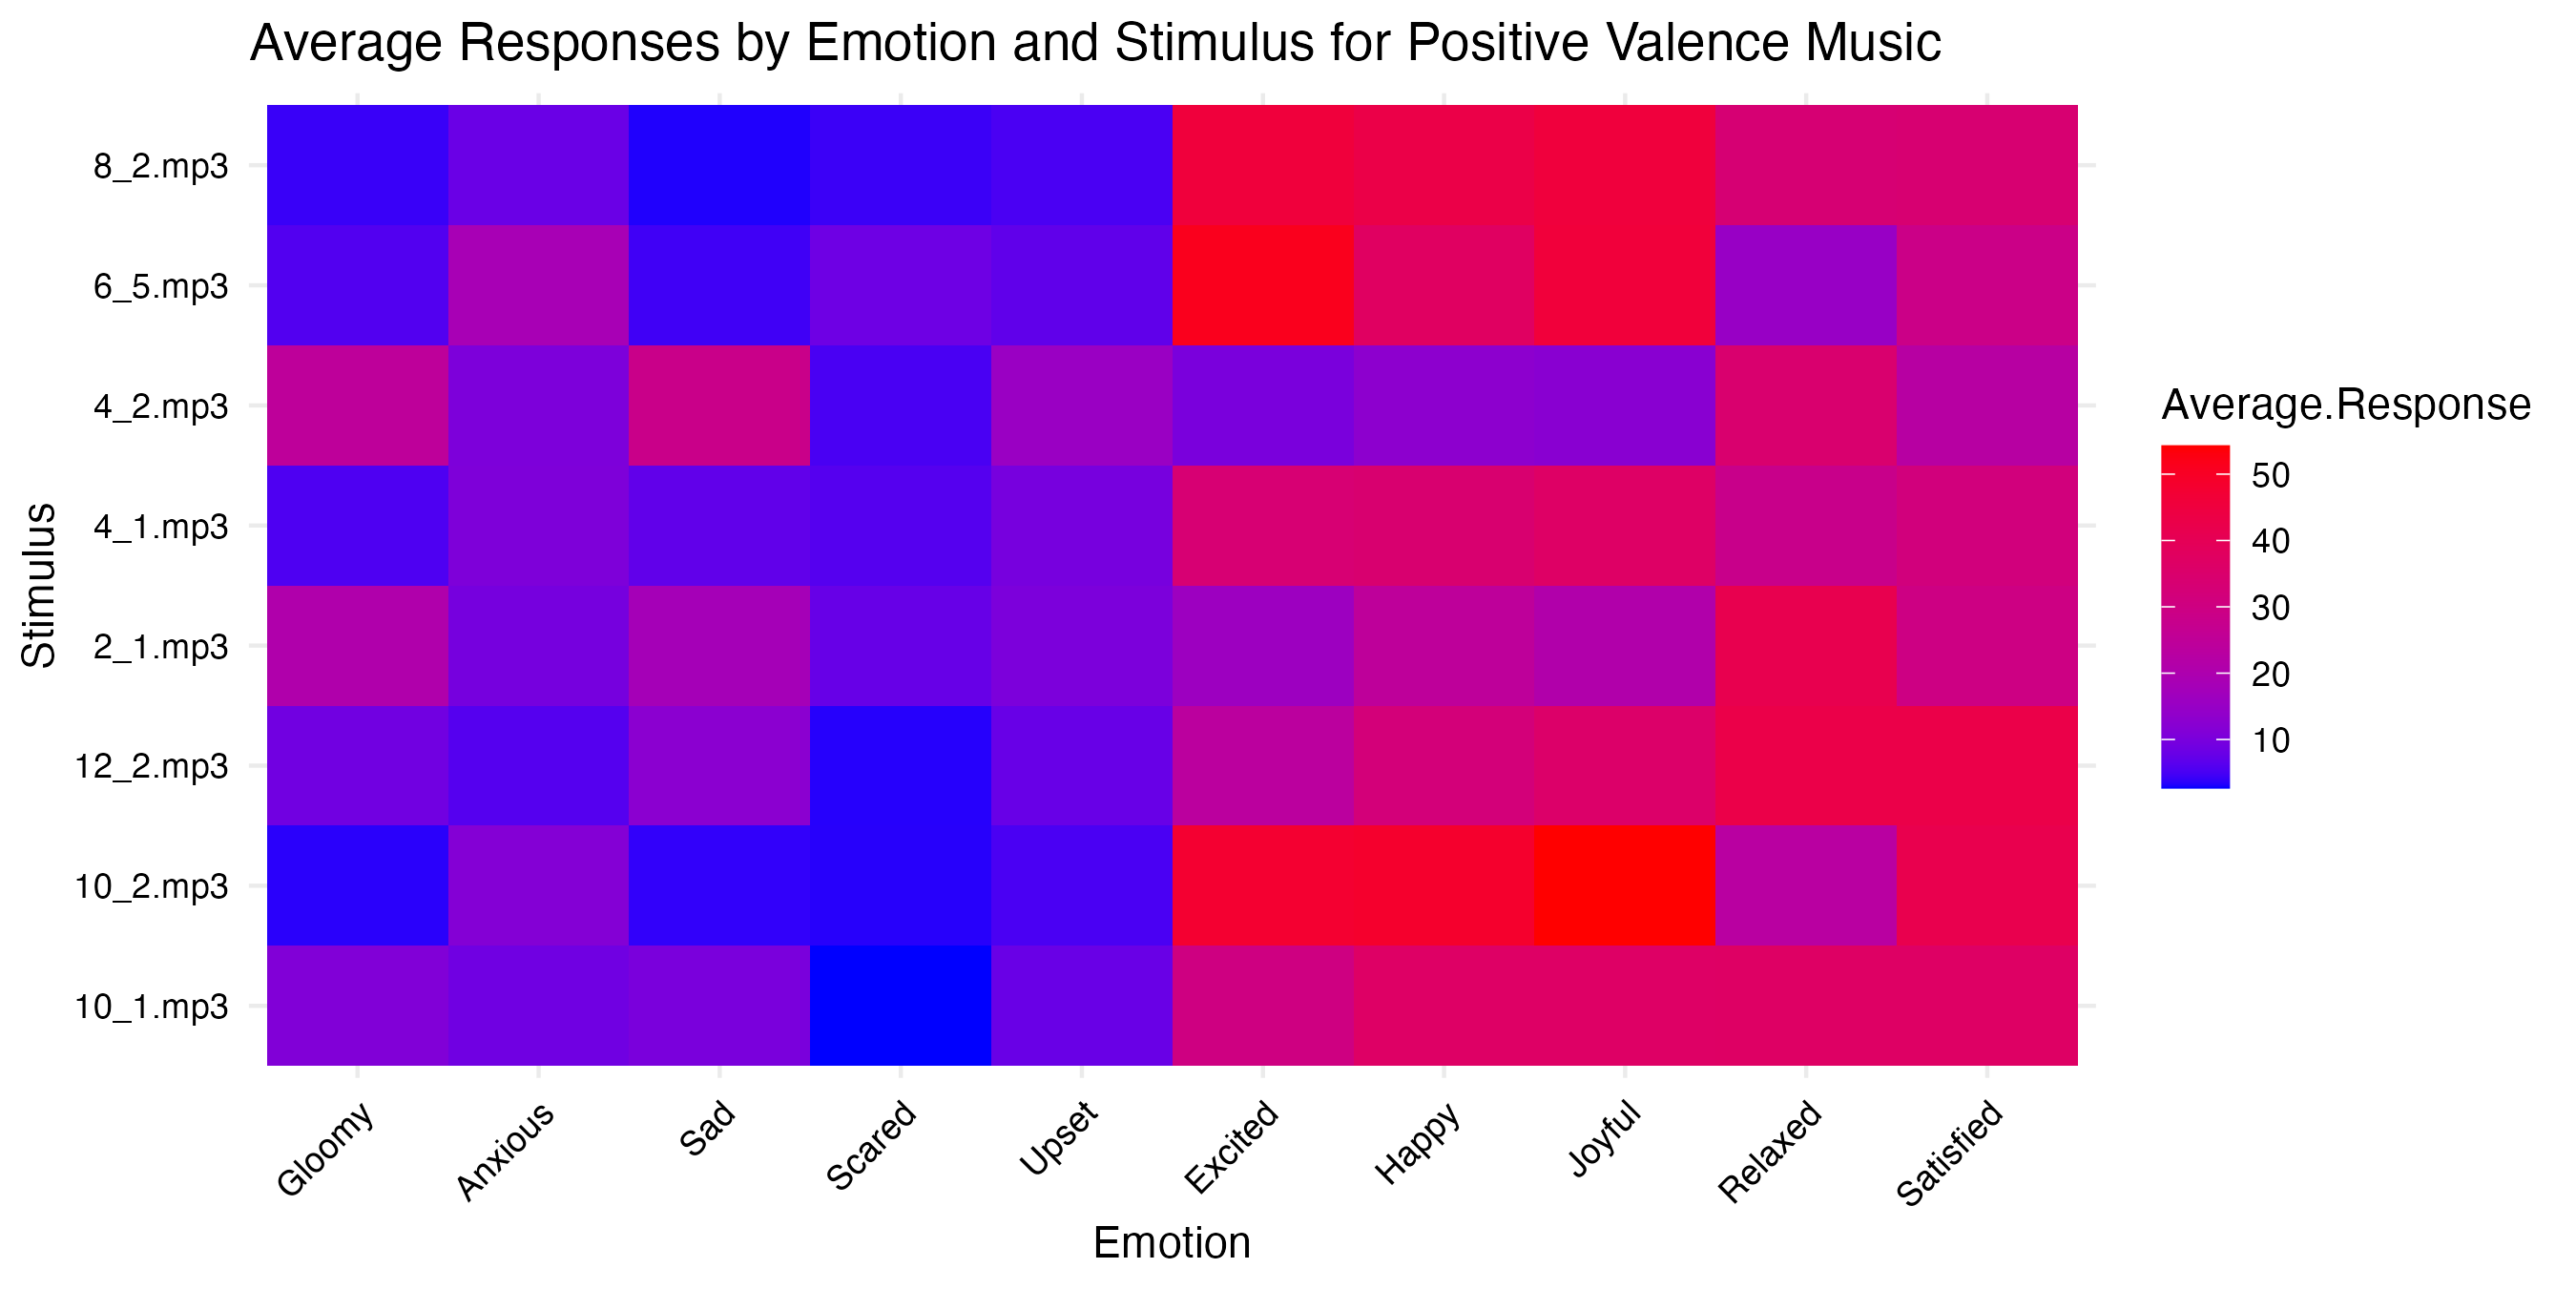 Average Responses by Emotion and Stimulus for Positive Valence Music
Stimulus
8_2.mp3
6_5.mp3
4_2.mp3
4_1.mp3
2_1.mp3
12_2.mp3
10_2.mp3
10_1.mp3
Gloomy
Anxious
Sad
Scared
Upset
Excited
Happy
Joyful
Relaxed
Satisfied
Emotion
Average.Response
50
40
30
20
10